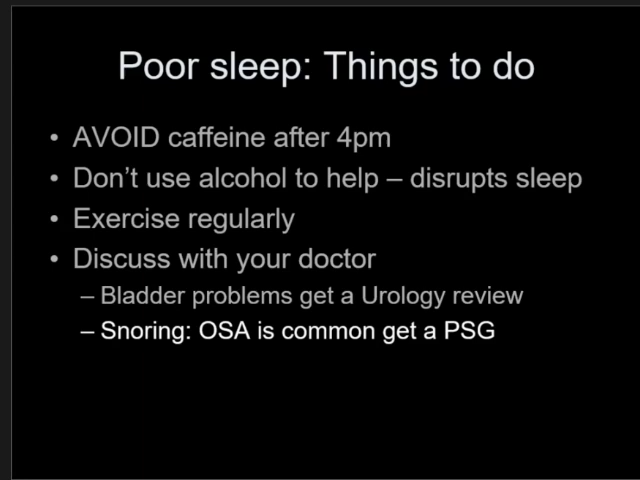 Poor sleep: Things to do
• AVOID caffeine after 4pm
• Don’t use alcohol to help – disrupts sleep
• Exercise regularly
• Discuss with your doctor
– Bladder problems get a Urology review
– Snoring: OSA is common get a PSG